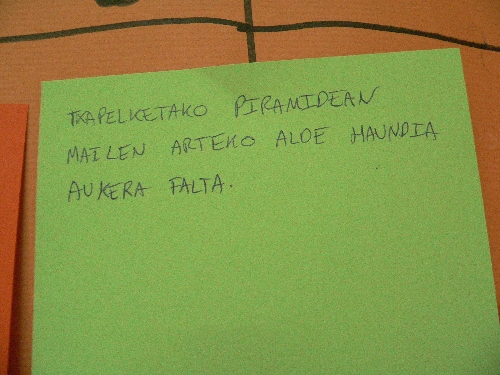 TXAPELKETAKO PIRAMIDEAN
MAILEN ARTEKO ALDE HAUNDIA
AUKERA FALTA.